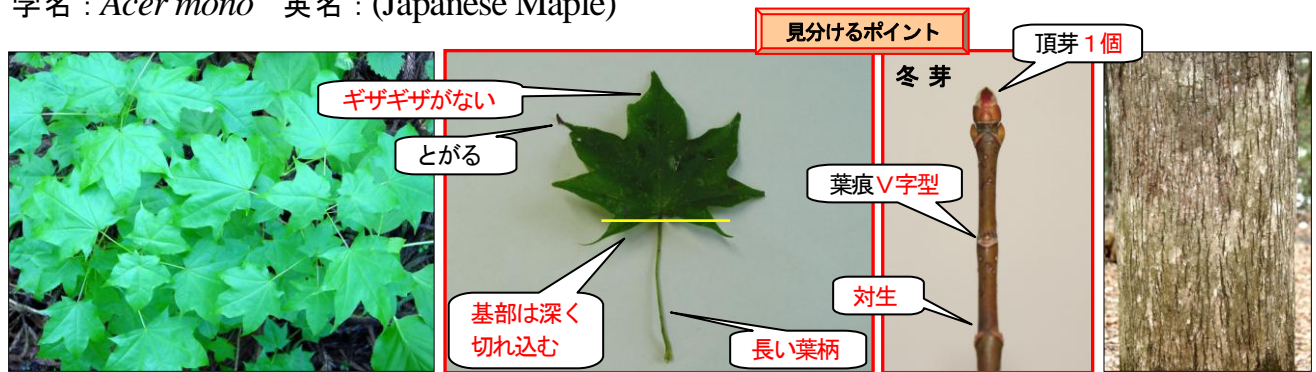 学名：Acer mono 英名：(Japanese Maple)
見分けるポイント
ギザギザがない
とがる
基部は深く
切れ込む
長い葉柄
冬芽
頂芽１個
葉痕Ｖ字型
対生